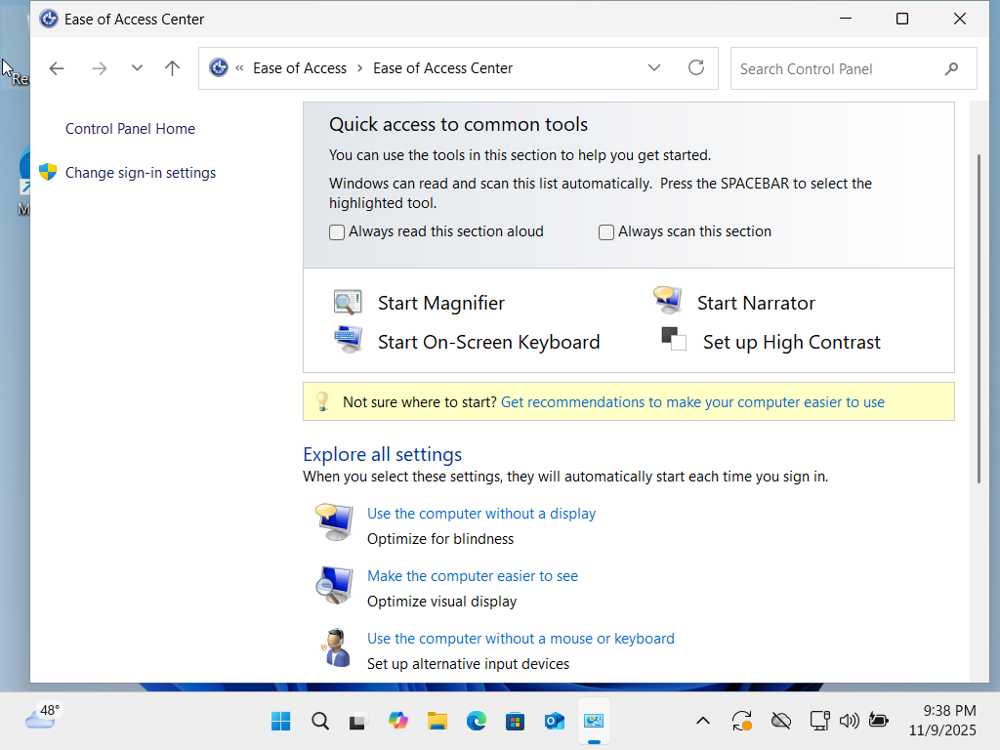 Ease of Access Center
« Ease of Access > Ease of Access Center
Search Control Panel
Control Panel Home
Change sign-in settings
Quick access to common tools
You can use the tools in this section to help you get started.
Windows can read and scan this list automatically.  Press the SPACEBAR to select the
highlighted tool.
Always read this section aloud
Always scan this section
Start Magnifier
Start Narrator
Start On-Screen Keyboard
Set up High Contrast
Not sure where to start? Get recommendations to make your computer easier to use
Explore all settings
When you select these settings, they will automatically start each time you sign in.
Use the computer without a display
Optimize for blindness
Make the computer easier to see
Optimize visual display
Use the computer without a mouse or keyboard
Set up alternative input devices
48°
9:38 PM
11/9/2025